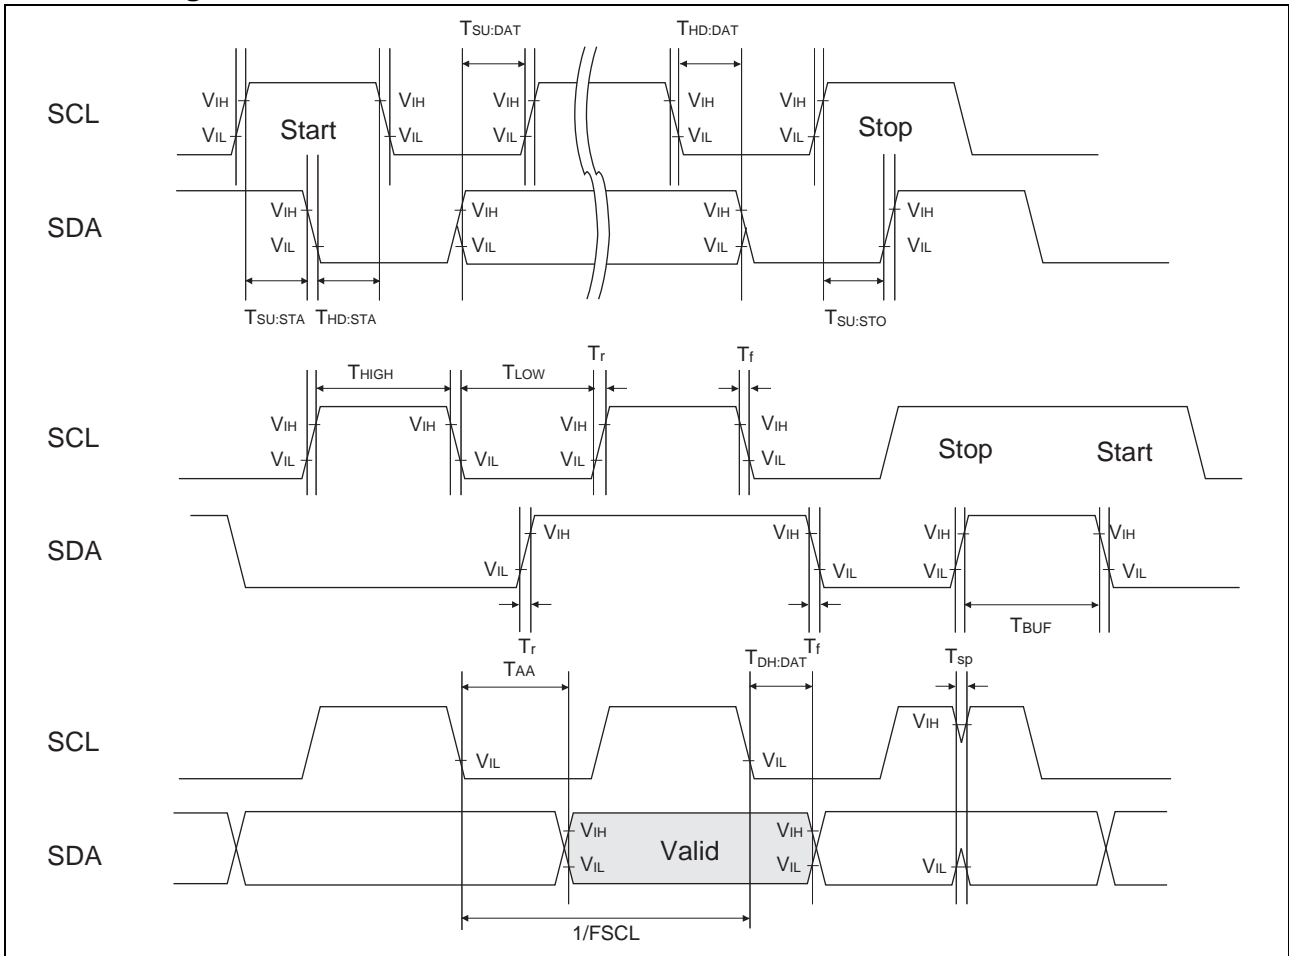 TSU:DAT THD:DAT
SCL VIH VIH VIH VIH VIH
Start Stop
VIL VIL VIL VIL VIL
SDA VIH VIH VIH VIH
VIL VIL VIL VIL
TSU:STA THD:STA TSU:STO
Tr Tf
THIGH TLOW
SCL VIH VIH VIH VIH
Stop Start
VIL VIL VIL VIL
SDA VIH VIH VIH VIH
VIL VIL VIL VIL
Tr Tf TBUF
TAA TDH:DAT Tsp
SCL VIH
VIL VIL
SDA VIH Valid VIH
VIL VIL VIL
1/FSCL